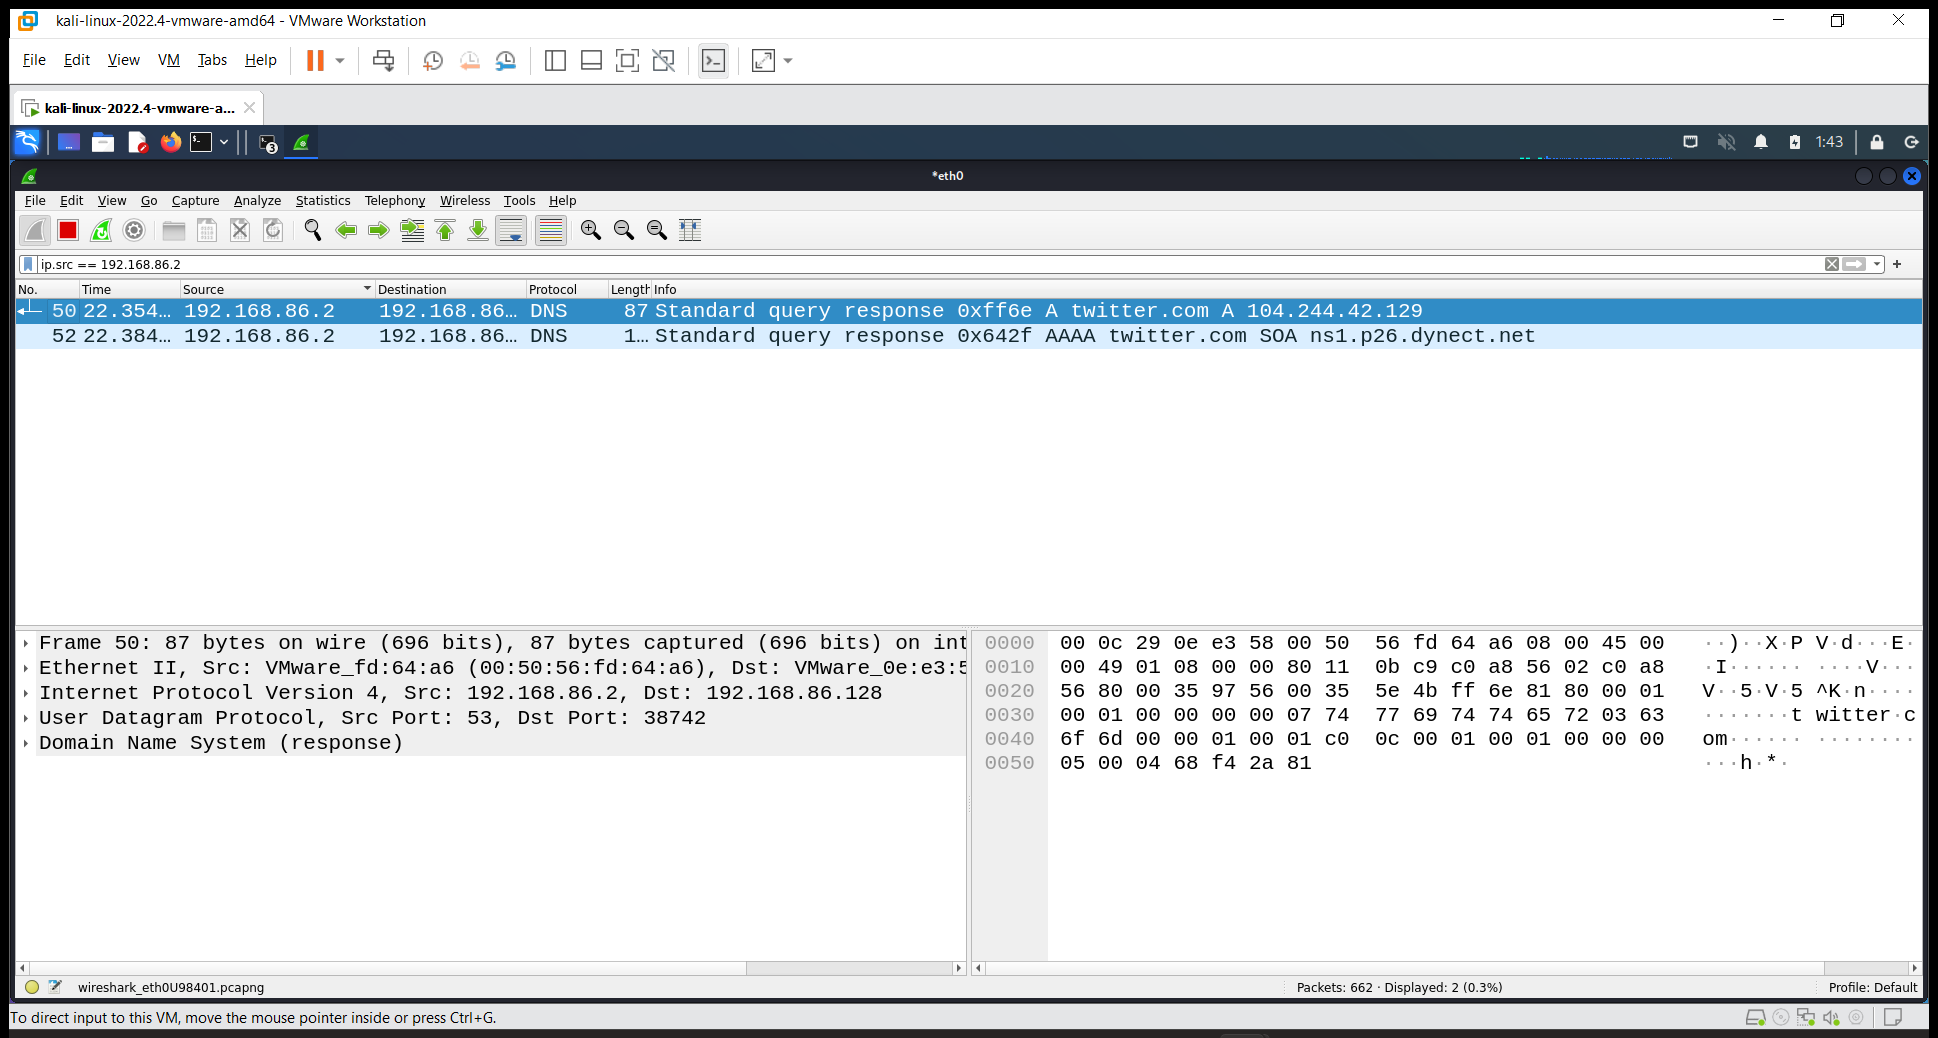 kali-linux-2022.4-vmware-amd64 - VMware Workstation
File Edit View VM Tabs Help
kali-linux-2022.4-vmware-a...
3 1:43
*eth0
File Edit View Go Capture Analyze Statistics Telephony Wireless Tools Help
ip.src == 192.168.86.2
No. Time Source Destination Protocol Length Info
50 22.354… 192.168.86.2 192.168.86… DNS 87 Standard query response 0xff6e A twitter.com A 104.244.42.129
52 22.384… 192.168.86.2 192.168.86… DNS 1… Standard query response 0x642f AAAA twitter.com SOA ns1.p26.dynect.net
Frame 50: 87 bytes on wire (696 bits), 87 bytes captured (696 bits) on int
Ethernet II, Src: VMware_fd:64:a6 (00:50:56:fd:64:a6), Dst: VMware_0e:e3:5
Internet Protocol Version 4, Src: 192.168.86.2, Dst: 192.168.86.128
User Datagram Protocol, Src Port: 53, Dst Port: 38742
Domain Name System (response)
0000 00 0c 29 0e e3 58 00 50 56 fd 64 a6 08 00 45 00 ··)··X·P V·d···E·
0010 00 49 01 08 00 00 80 11 0b c9 c0 a8 56 02 c0 a8 ·I······ ····V···
0020 56 80 00 35 97 56 00 35 5e 4b ff 6e 81 80 00 01 V··5·V·5 ^K·n····
0030 00 01 00 00 00 00 07 74 77 69 74 74 65 72 03 63 ·······t witter·c
0040 6f 6d 00 00 01 00 01 c0 0c 00 01 00 01 00 00 00 om······ ········
0050 05 00 04 68 f4 2a 81 ···h·*·
wireshark_eth0U98401.pcapng Packets: 662 · Displayed: 2 (0.3%) Profile: Default
To direct input to this VM, move the mouse pointer inside or press Ctrl+G.